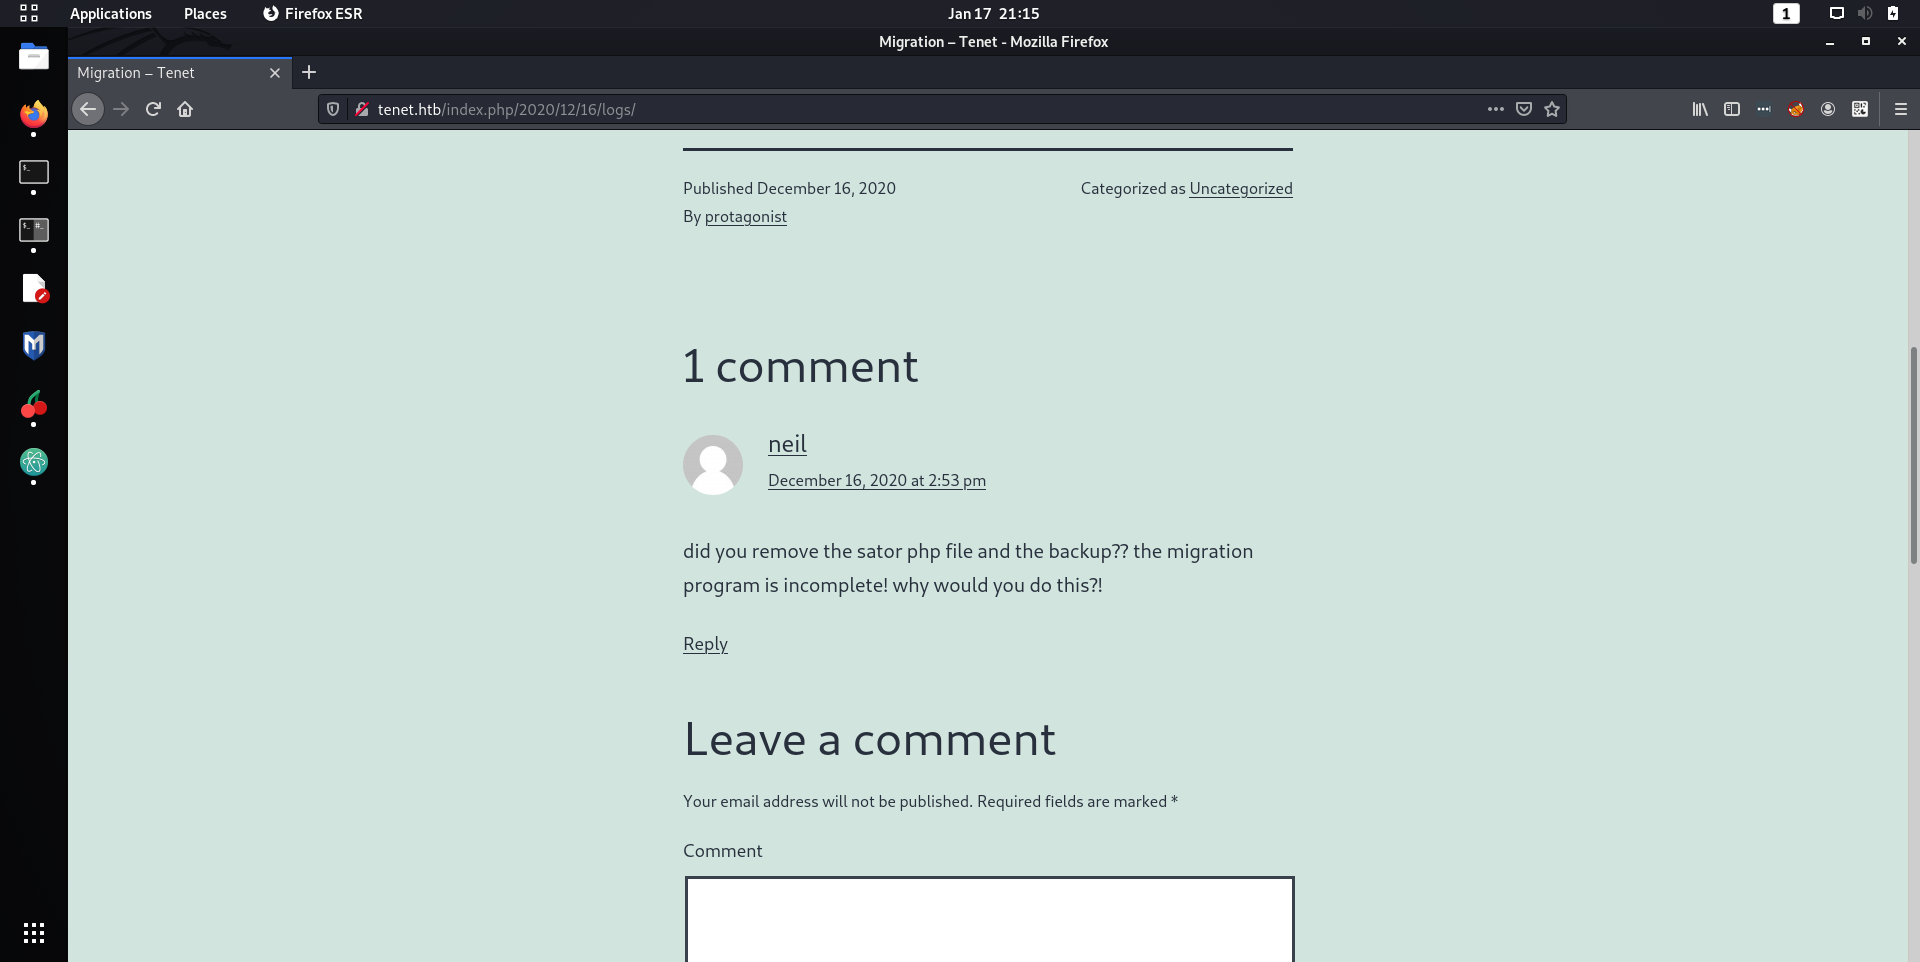 Applications Places Firefox ESR Jan 17 21:15 1
Migration – Tenet - Mozilla Firefox
Migration – Tenet
tenet.htb/index.php/2020/12/16/logs/
Published December 16, 2020 Categorized as Uncategorized
By protagonist
1 comment
neil
December 16, 2020 at 2:53 pm
did you remove the sator php file and the backup?? the migration
program is incomplete! why would you do this?!
Reply
Leave a comment
Your email address will not be published. Required fields are marked *
Comment